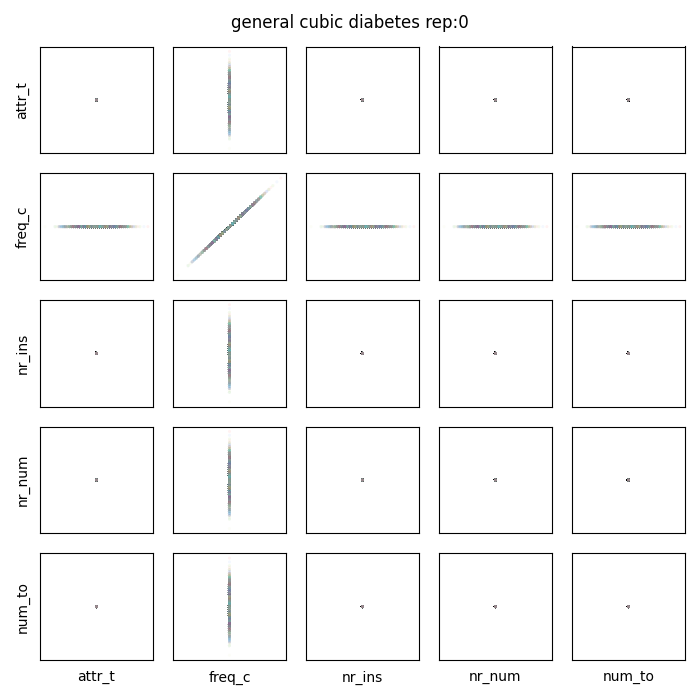 general cubic diabetes rep:0
attr_t
freq_c
nr_ins
nr_num
num_to
attr_t
freq_c
nr_ins
nr_num
num_to